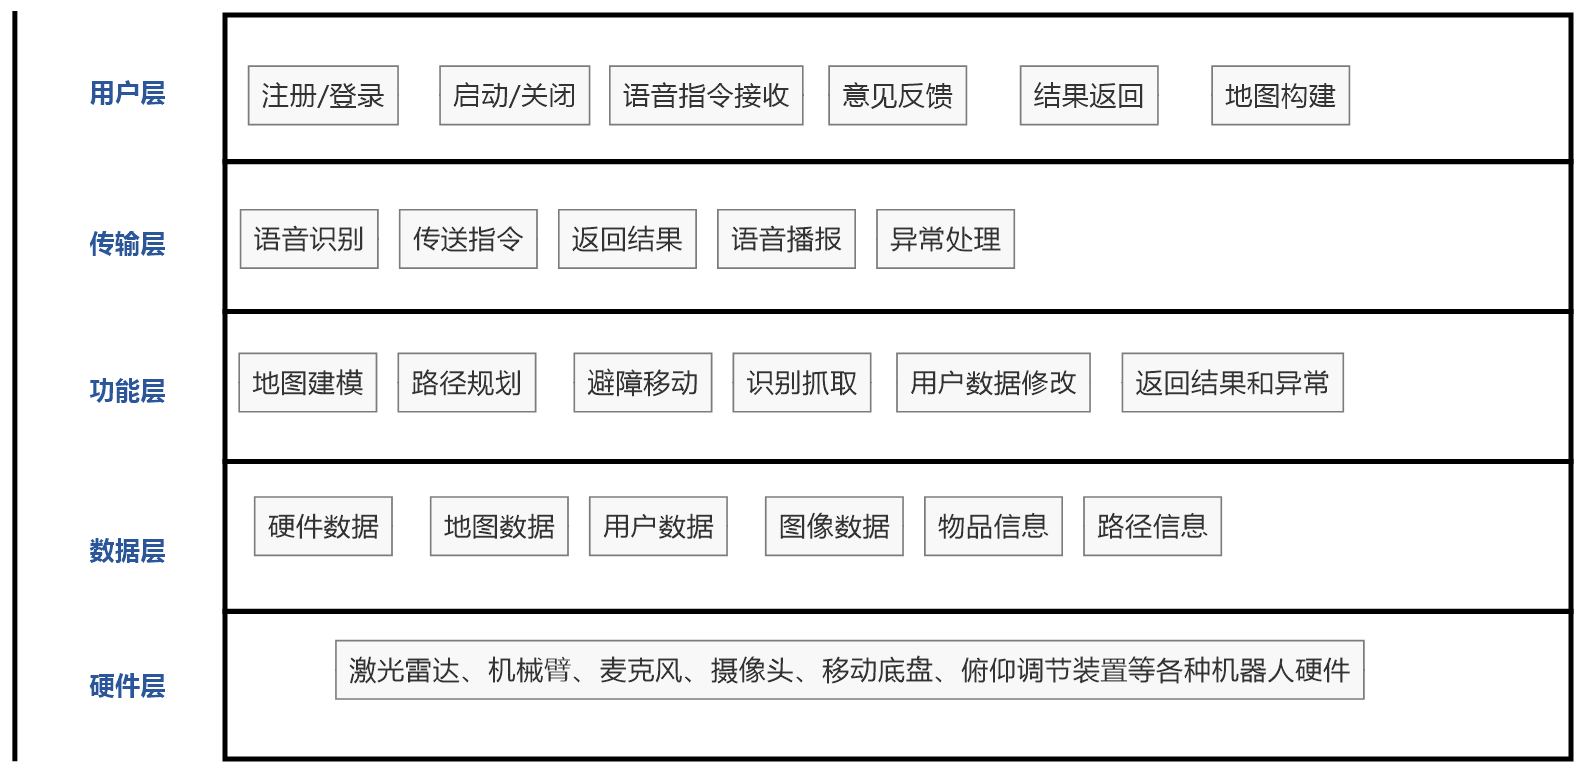 用户层
注册/登录 启动/关闭 语音指令接收 意见反馈 结果返回 地图构建
传输层
语音识别 传送指令 返回结果 语音播报 异常处理
功能层
地图建模 路径规划 避障移动 识别抓取 用户数据修改 返回结果和异常
数据层
硬件数据 地图数据 用户数据 图像数据 物品信息 路径信息
硬件层
激光雷达、机械臂、麦克风、摄像头、移动底盘、俯仰调节装置等各种机器人硬件